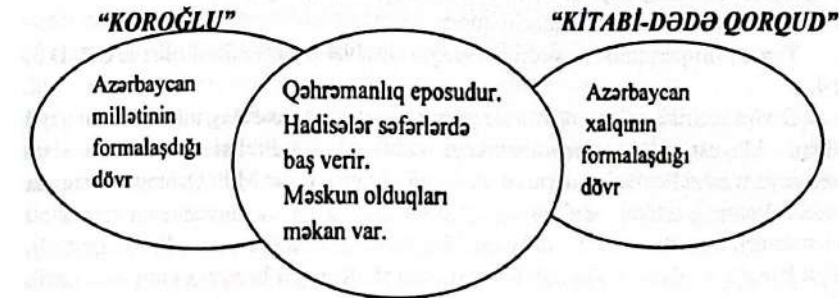 “KOROĞLU”
“KİTABİ-DƏDƏ QORQUD”
Azərbaycan
millətinin
formalaşdığı
dövr
Qəhrəmanlıq eposudur.
Hadisələr səfərlərdə
baş verir.
Məskun olduqları
məkan var.
Azərbaycan
xalqının
formalaşdığı
dövr